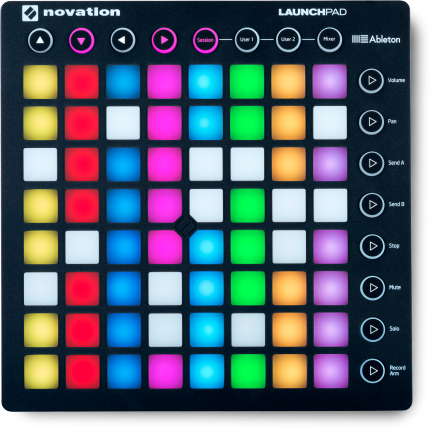 novation
LAUNCHPAD
Session
User 1
User 2
Mixer
Ableton
Volume
Pan
Send A
Send B
Stop
Mute
Solo
Record
Arm